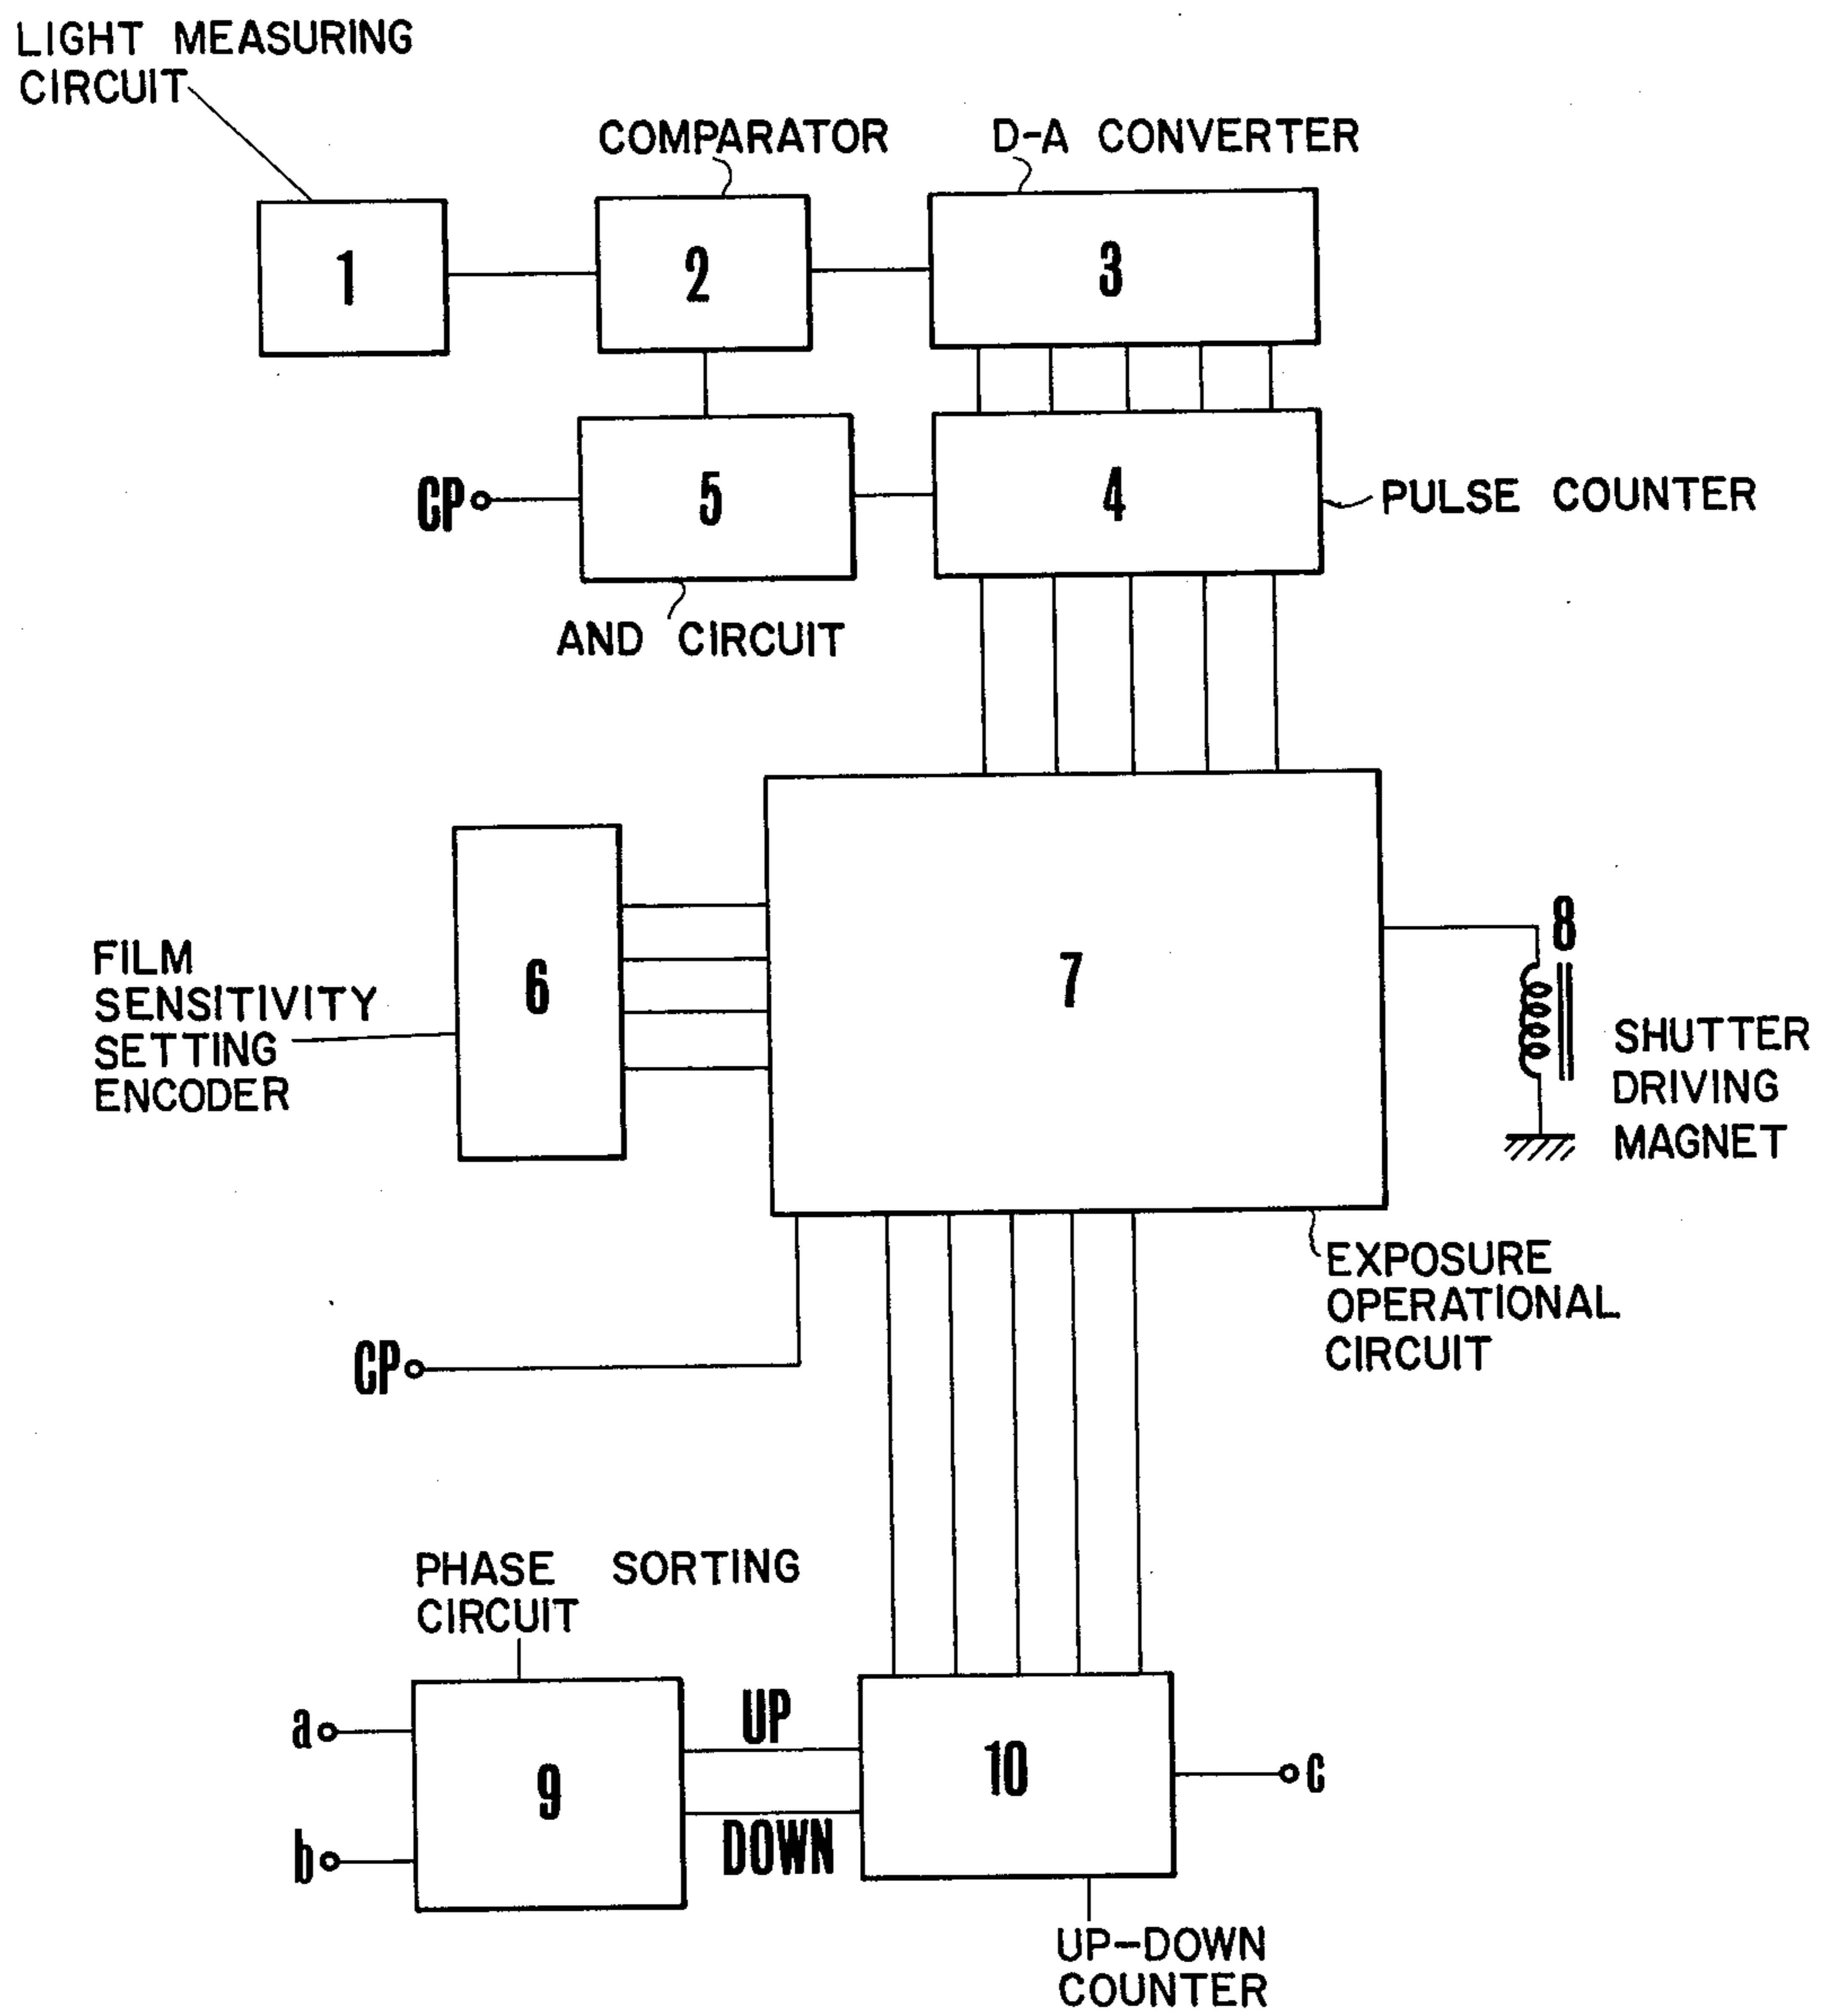 LIGHT MEASURING
CIRCUIT
COMPARATOR
D-A CONVERTER
1
2
3
CP
5
4
PULSE COUNTER
AND CIRCUIT
FILM
SENSITIVITY
SETTING
ENCODER
6
7
8
SHUTTER
DRIVING
MAGNET
EXPOSURE
OPERATIONAL
CIRCUIT
CP
PHASE SORTING
CIRCUIT
a
b
9
UP
DOWN
10
c
UP-DOWN
COUNTER